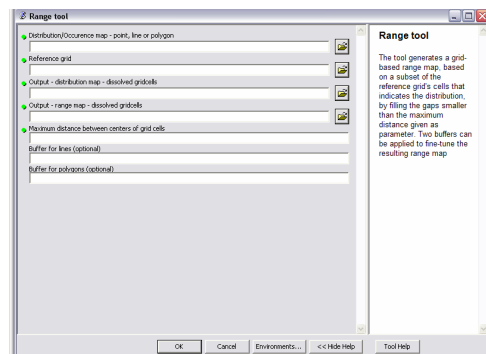 Range tool
Distribution/Occurence map - point, line or polygon
Reference grid
Output - distribution map - dissolved gridcells
Output - range map - dissolved gridcells
Maximum distance between centers of grid cells
Buffer for lines (optional)
Buffer for polygons (optional)
Range tool
The tool generates a grid-
based range map, based
on a subset of the
reference grid's cells that
indicates the distribution,
by filling the gaps smaller
than the maximum
distance given as
parameter. Two buffers can
be applied to fine-tune the
resulting range map
OK
Cancel
Environments...
<< Hide Help
Tool Help